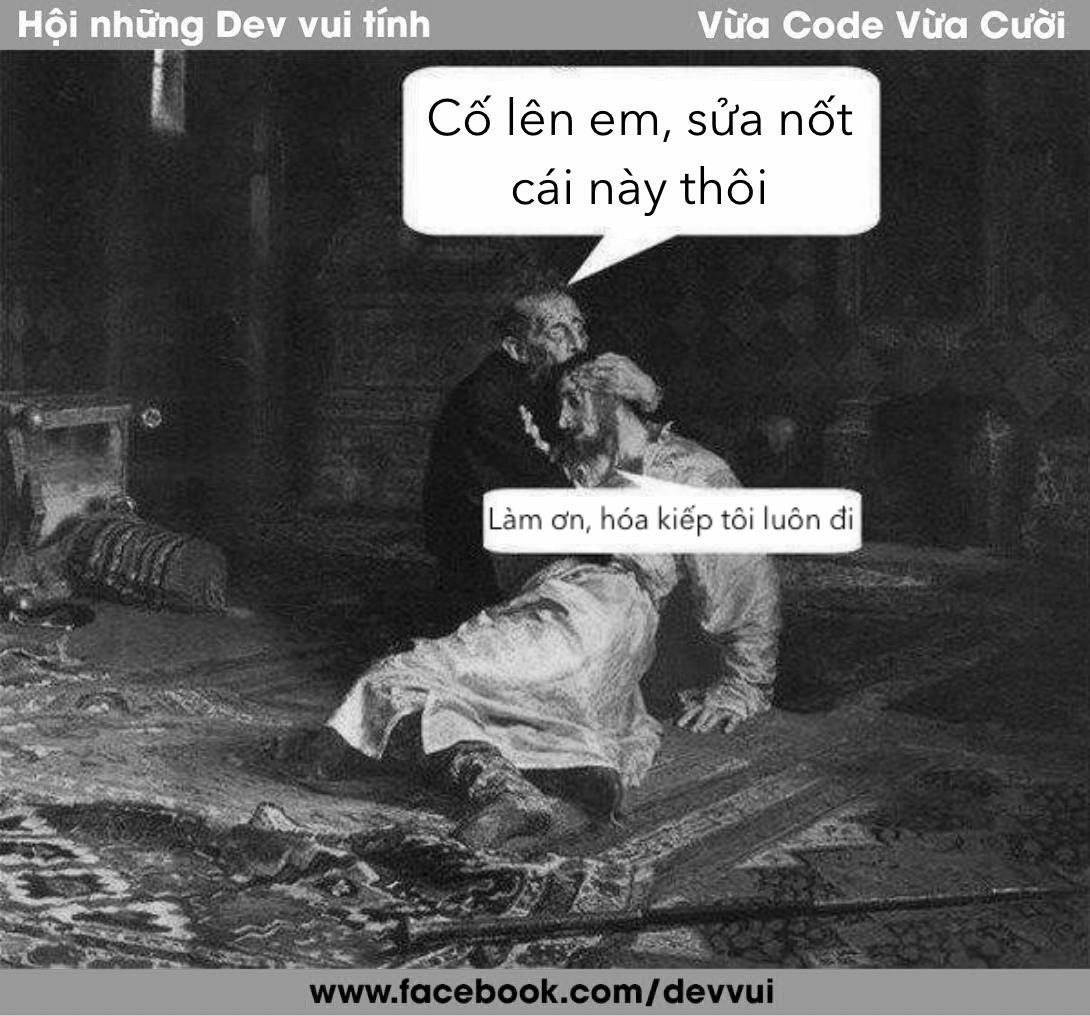 Hội những Dev vui tính
Vừa Code Vừa Cười
Cố lên em, sửa nốt
cái này thôi
Làm ơn, hóa kiếp tôi luôn đi
www.facebook.com/devvui